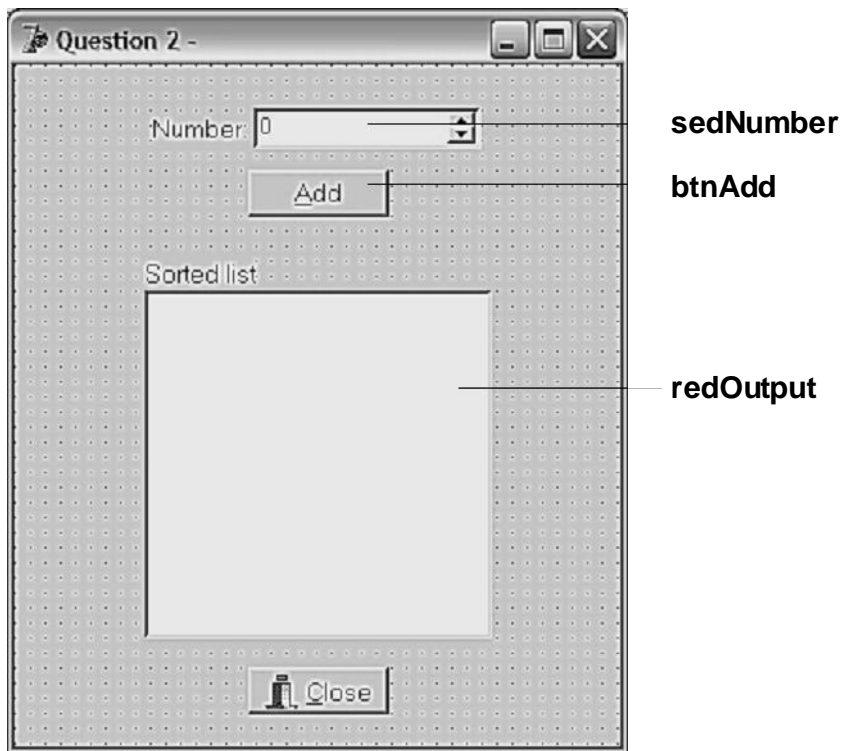 Question 2 -
Number: 0
sedNumber
Add
btnAdd
Sorted list
redOutput
Close